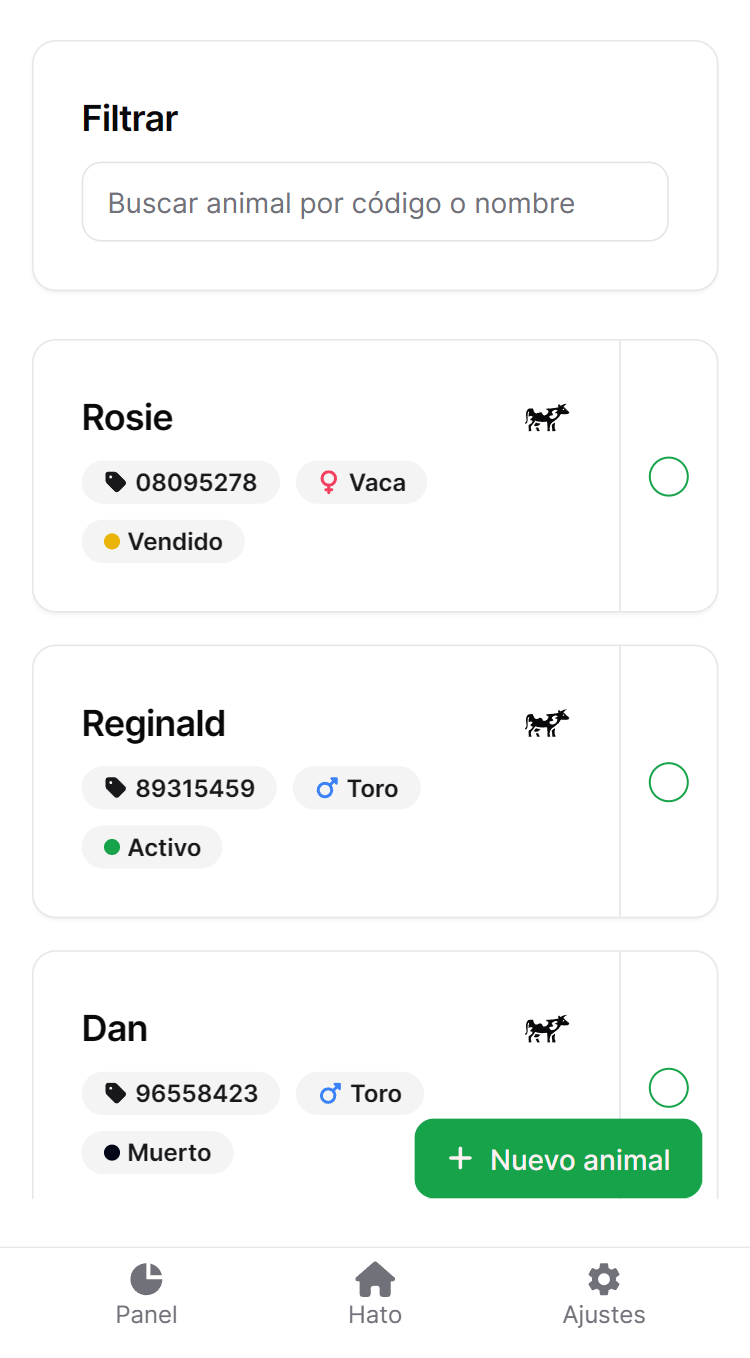 Filtrar
Buscar animal por código o nombre
Rosie
08095278 Vaca
Vendido
Reginald
89315459 Toro
Activo
Dan
96558423 Toro
Muerto
+ Nuevo animal
Panel Hato Ajustes